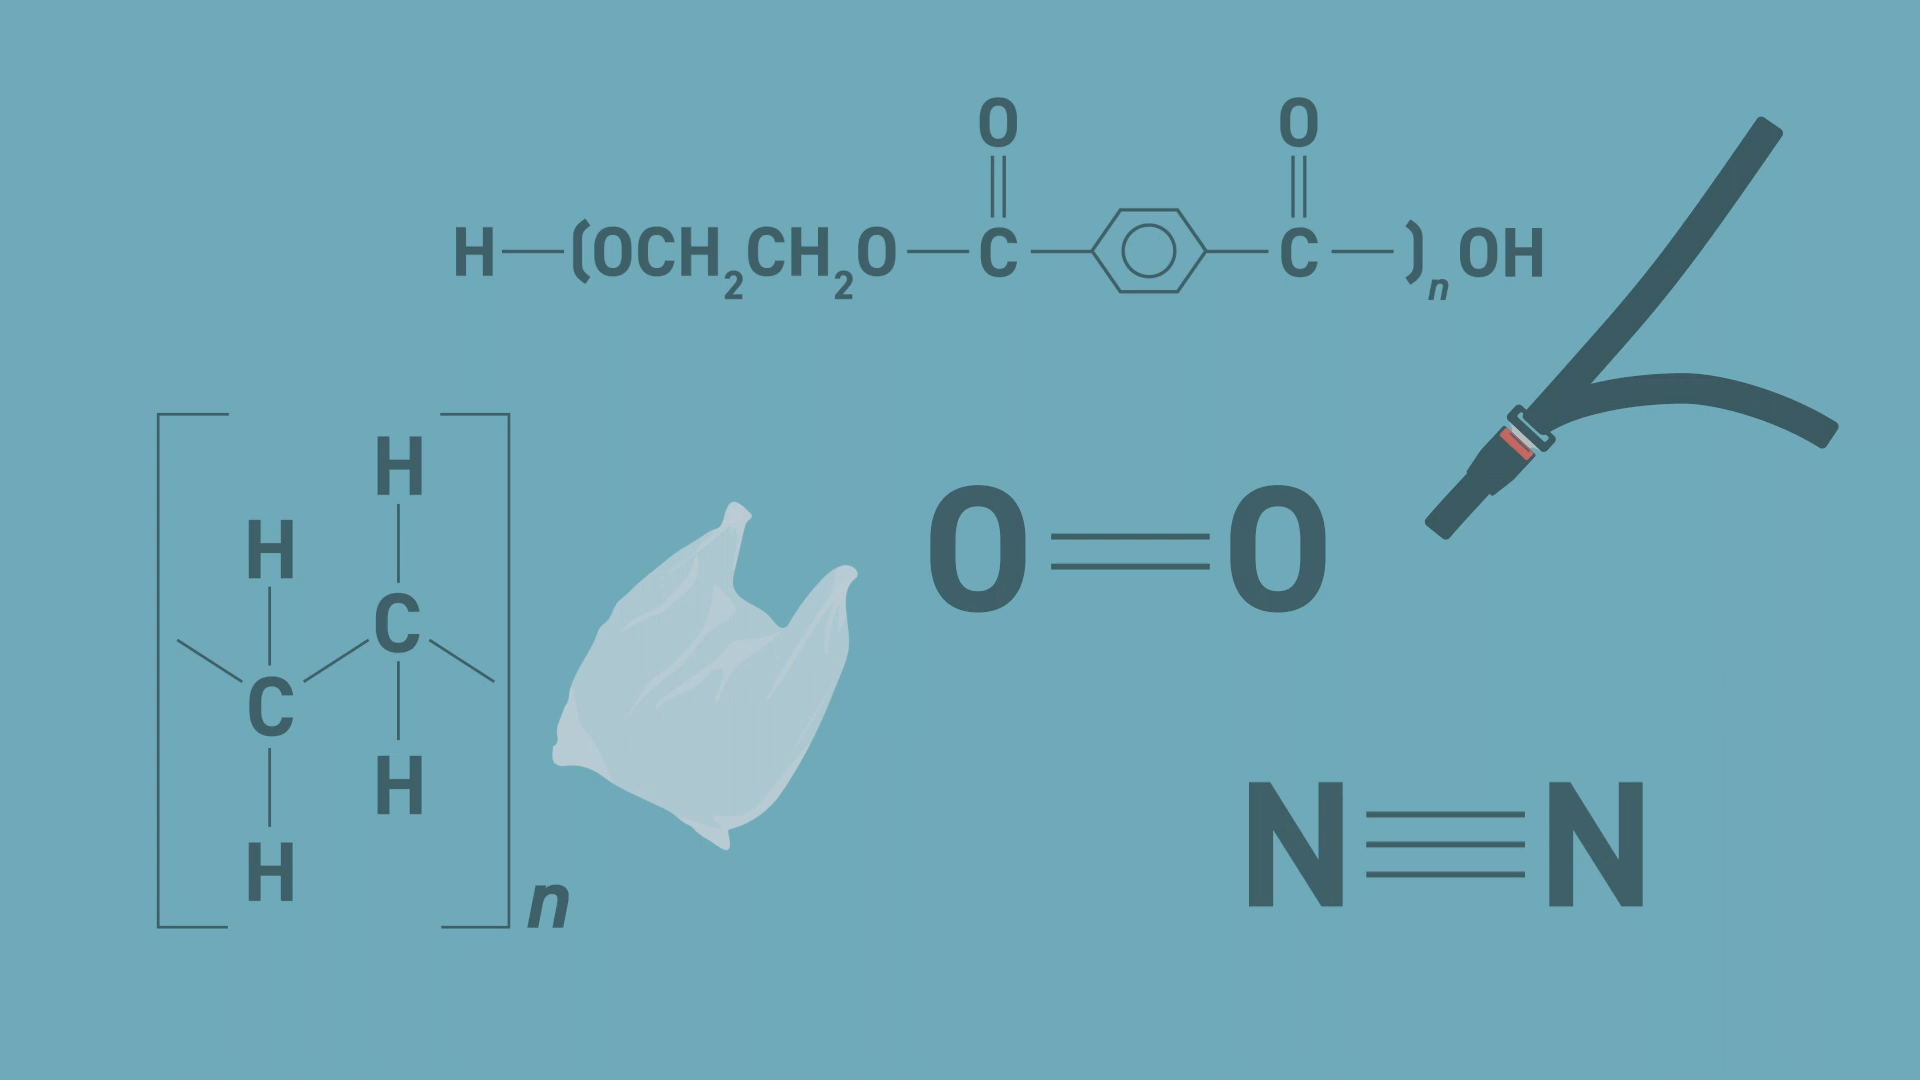 O O
H—(OCH₂CH₂O—C—⌬—C—)ₙOH
H
H
C
C
H
H
n
O=O
N≡N